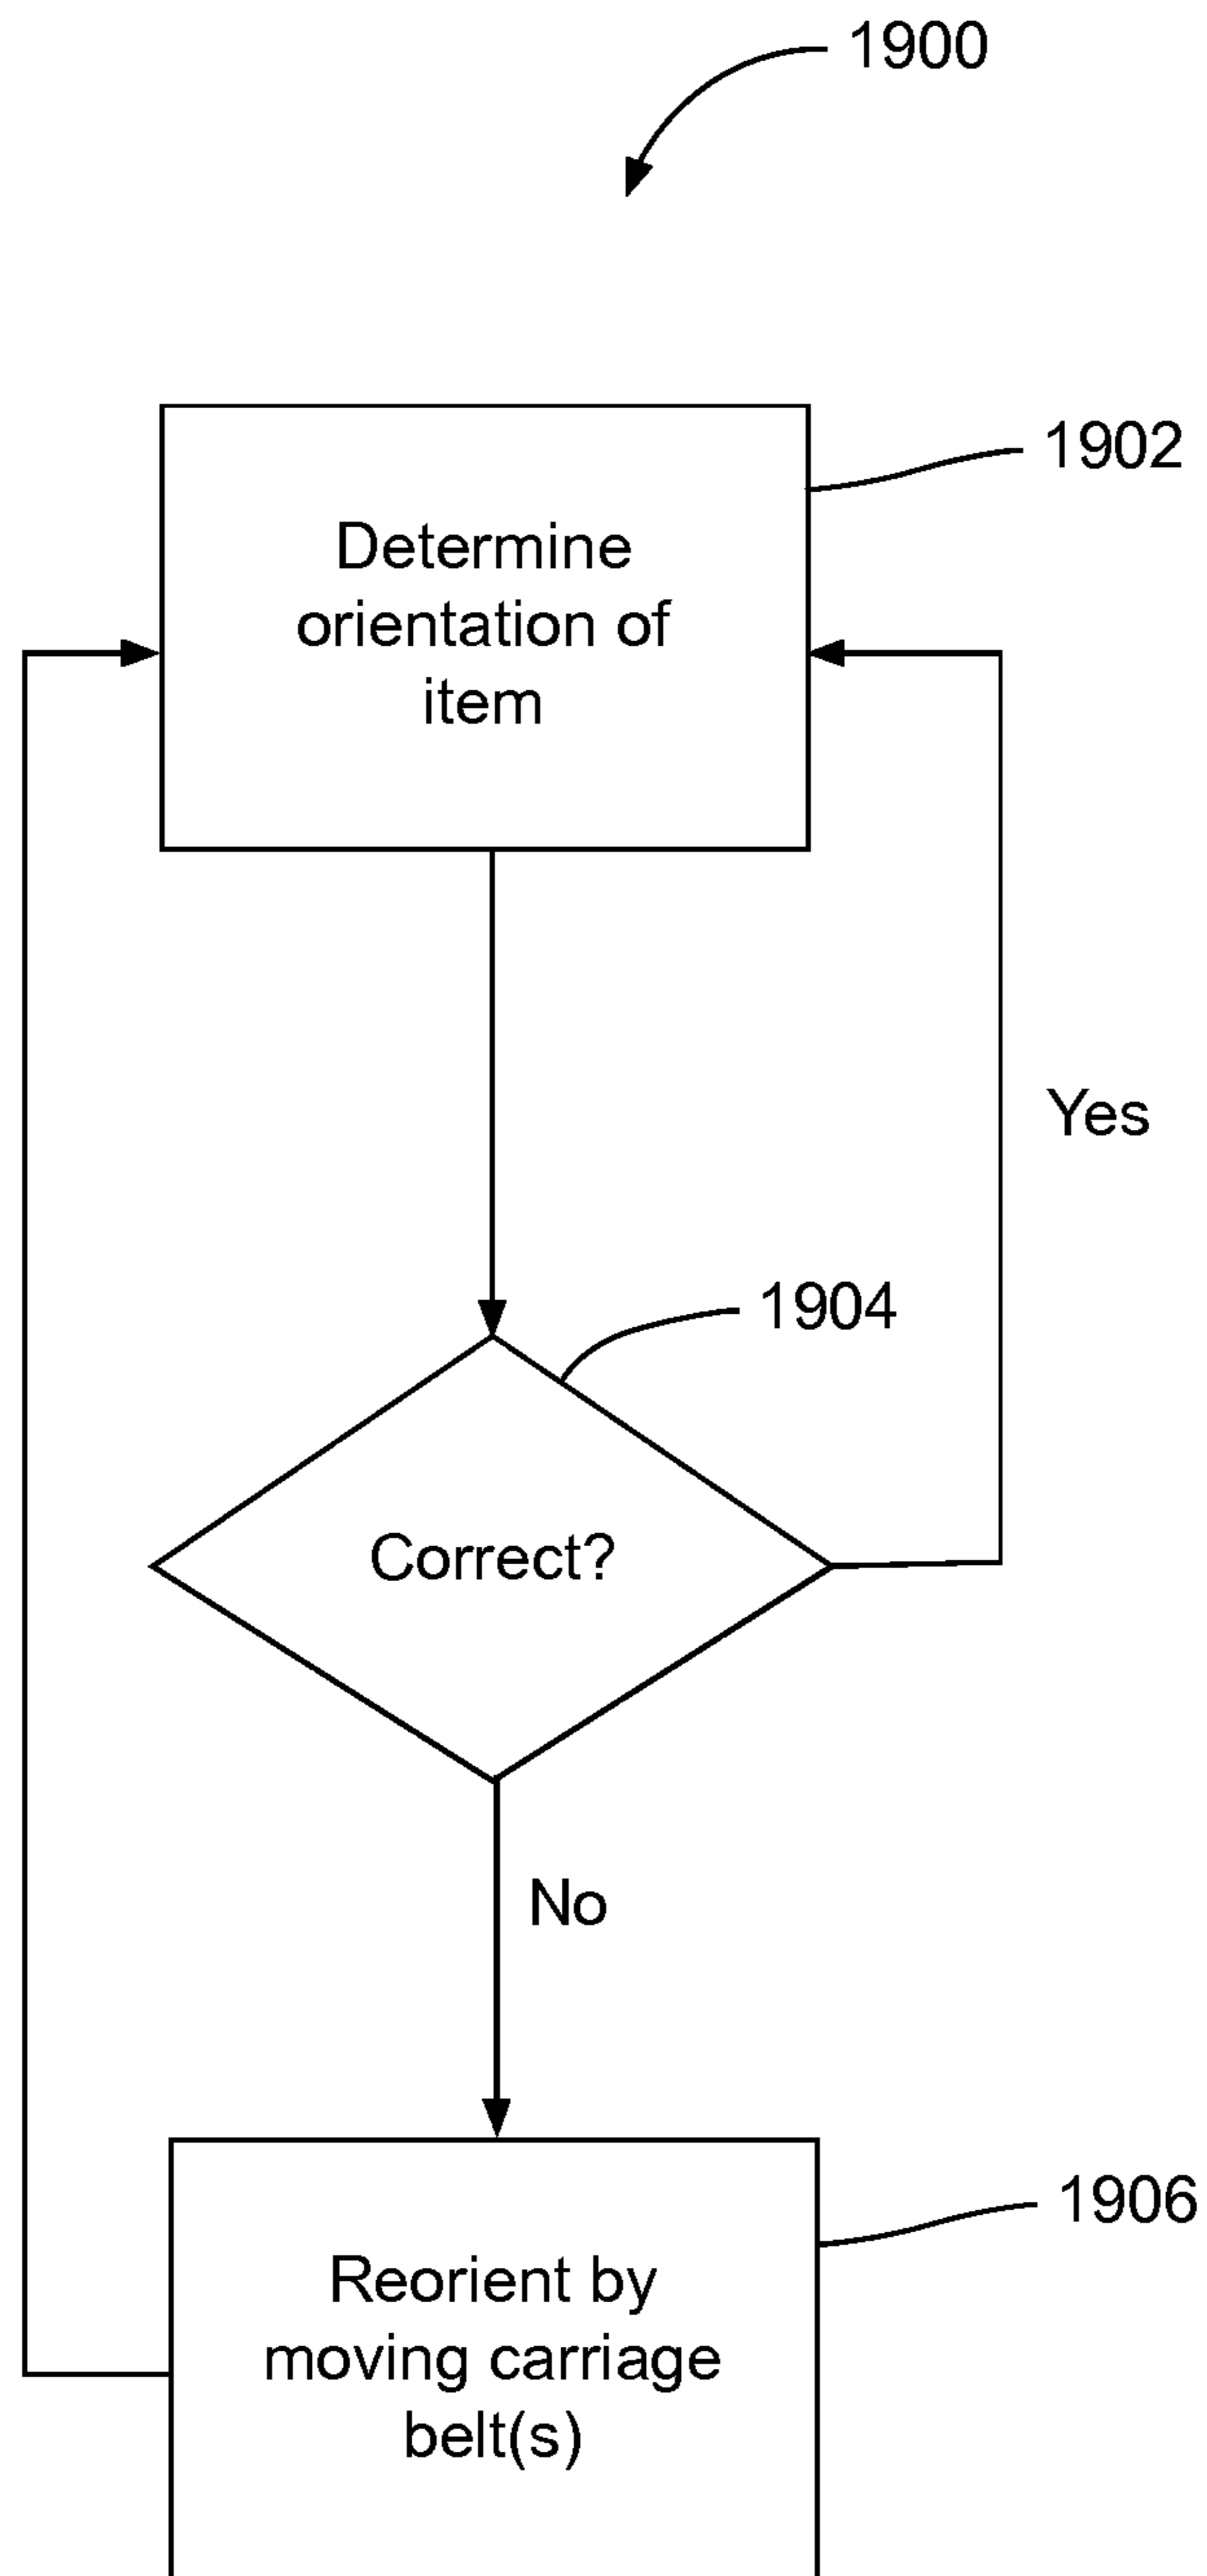 1900
1902
Determine
orientation of
item
Yes
1904
Correct?
No
1906
Reorient by
moving carriage
belt(s)